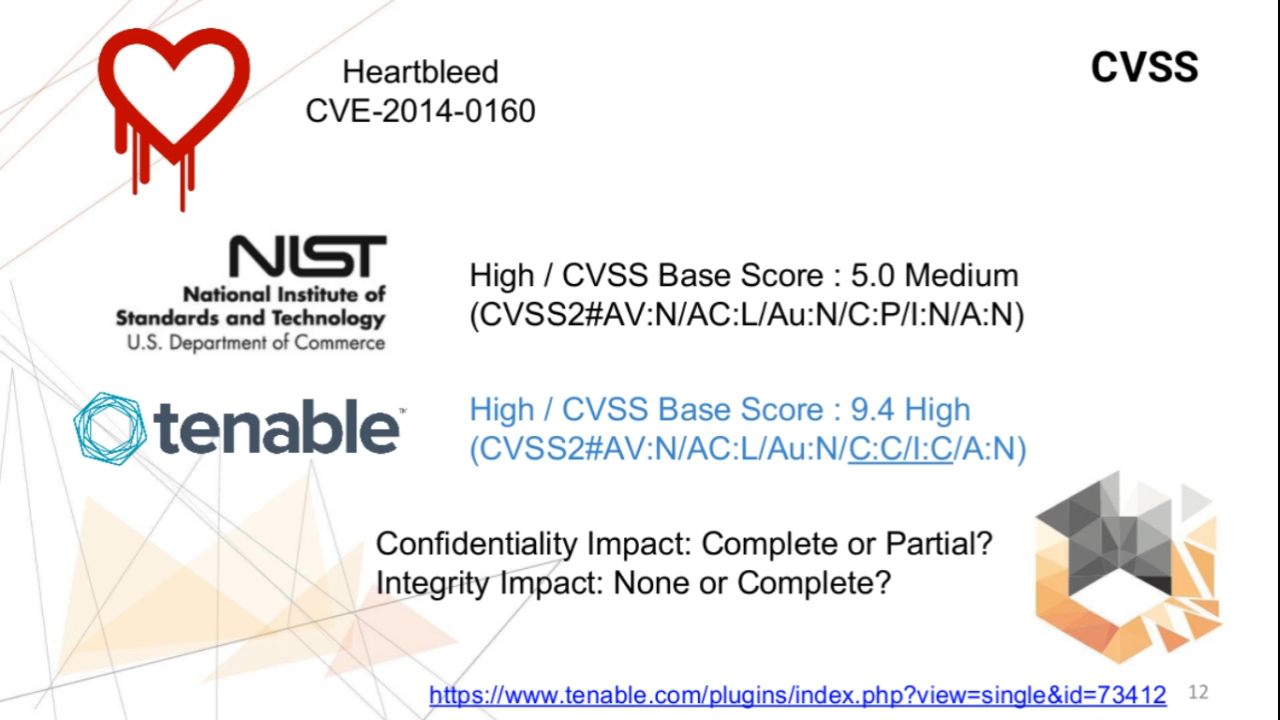 Heartbleed
CVE-2014-0160
CVSS
NIST
National Institute of
Standards and Technology
U.S. Department of Commerce
High / CVSS Base Score : 5.0 Medium
(CVSS2#AV:N/AC:L/Au:N/C:P/I:N/A:N)
tenable™
High / CVSS Base Score : 9.4 High
(CVSS2#AV:N/AC:L/Au:N/C:C/I:C/A:N)
Confidentiality Impact: Complete or Partial?
Integrity Impact: None or Complete?
https://www.tenable.com/plugins/index.php?view=single&id=73412
12